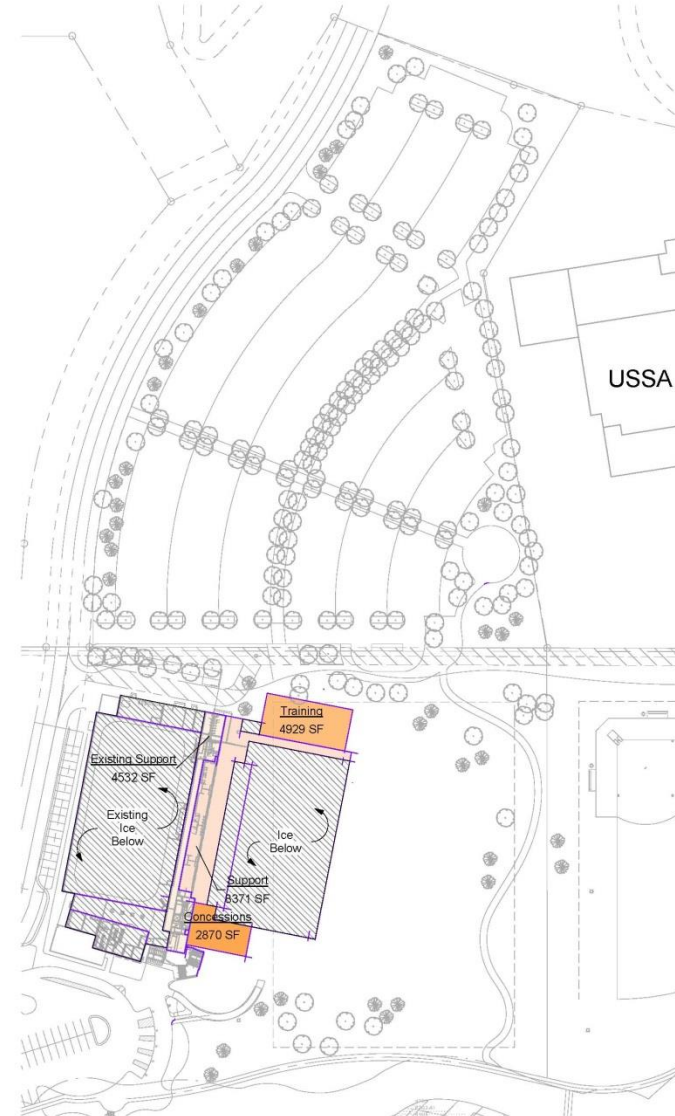 USSA
Training
4929 SF
Existing Support
4532 SF
Existing
Ice
Below
Ice
Below
Support
8371 SF
Concessions
2870 SF